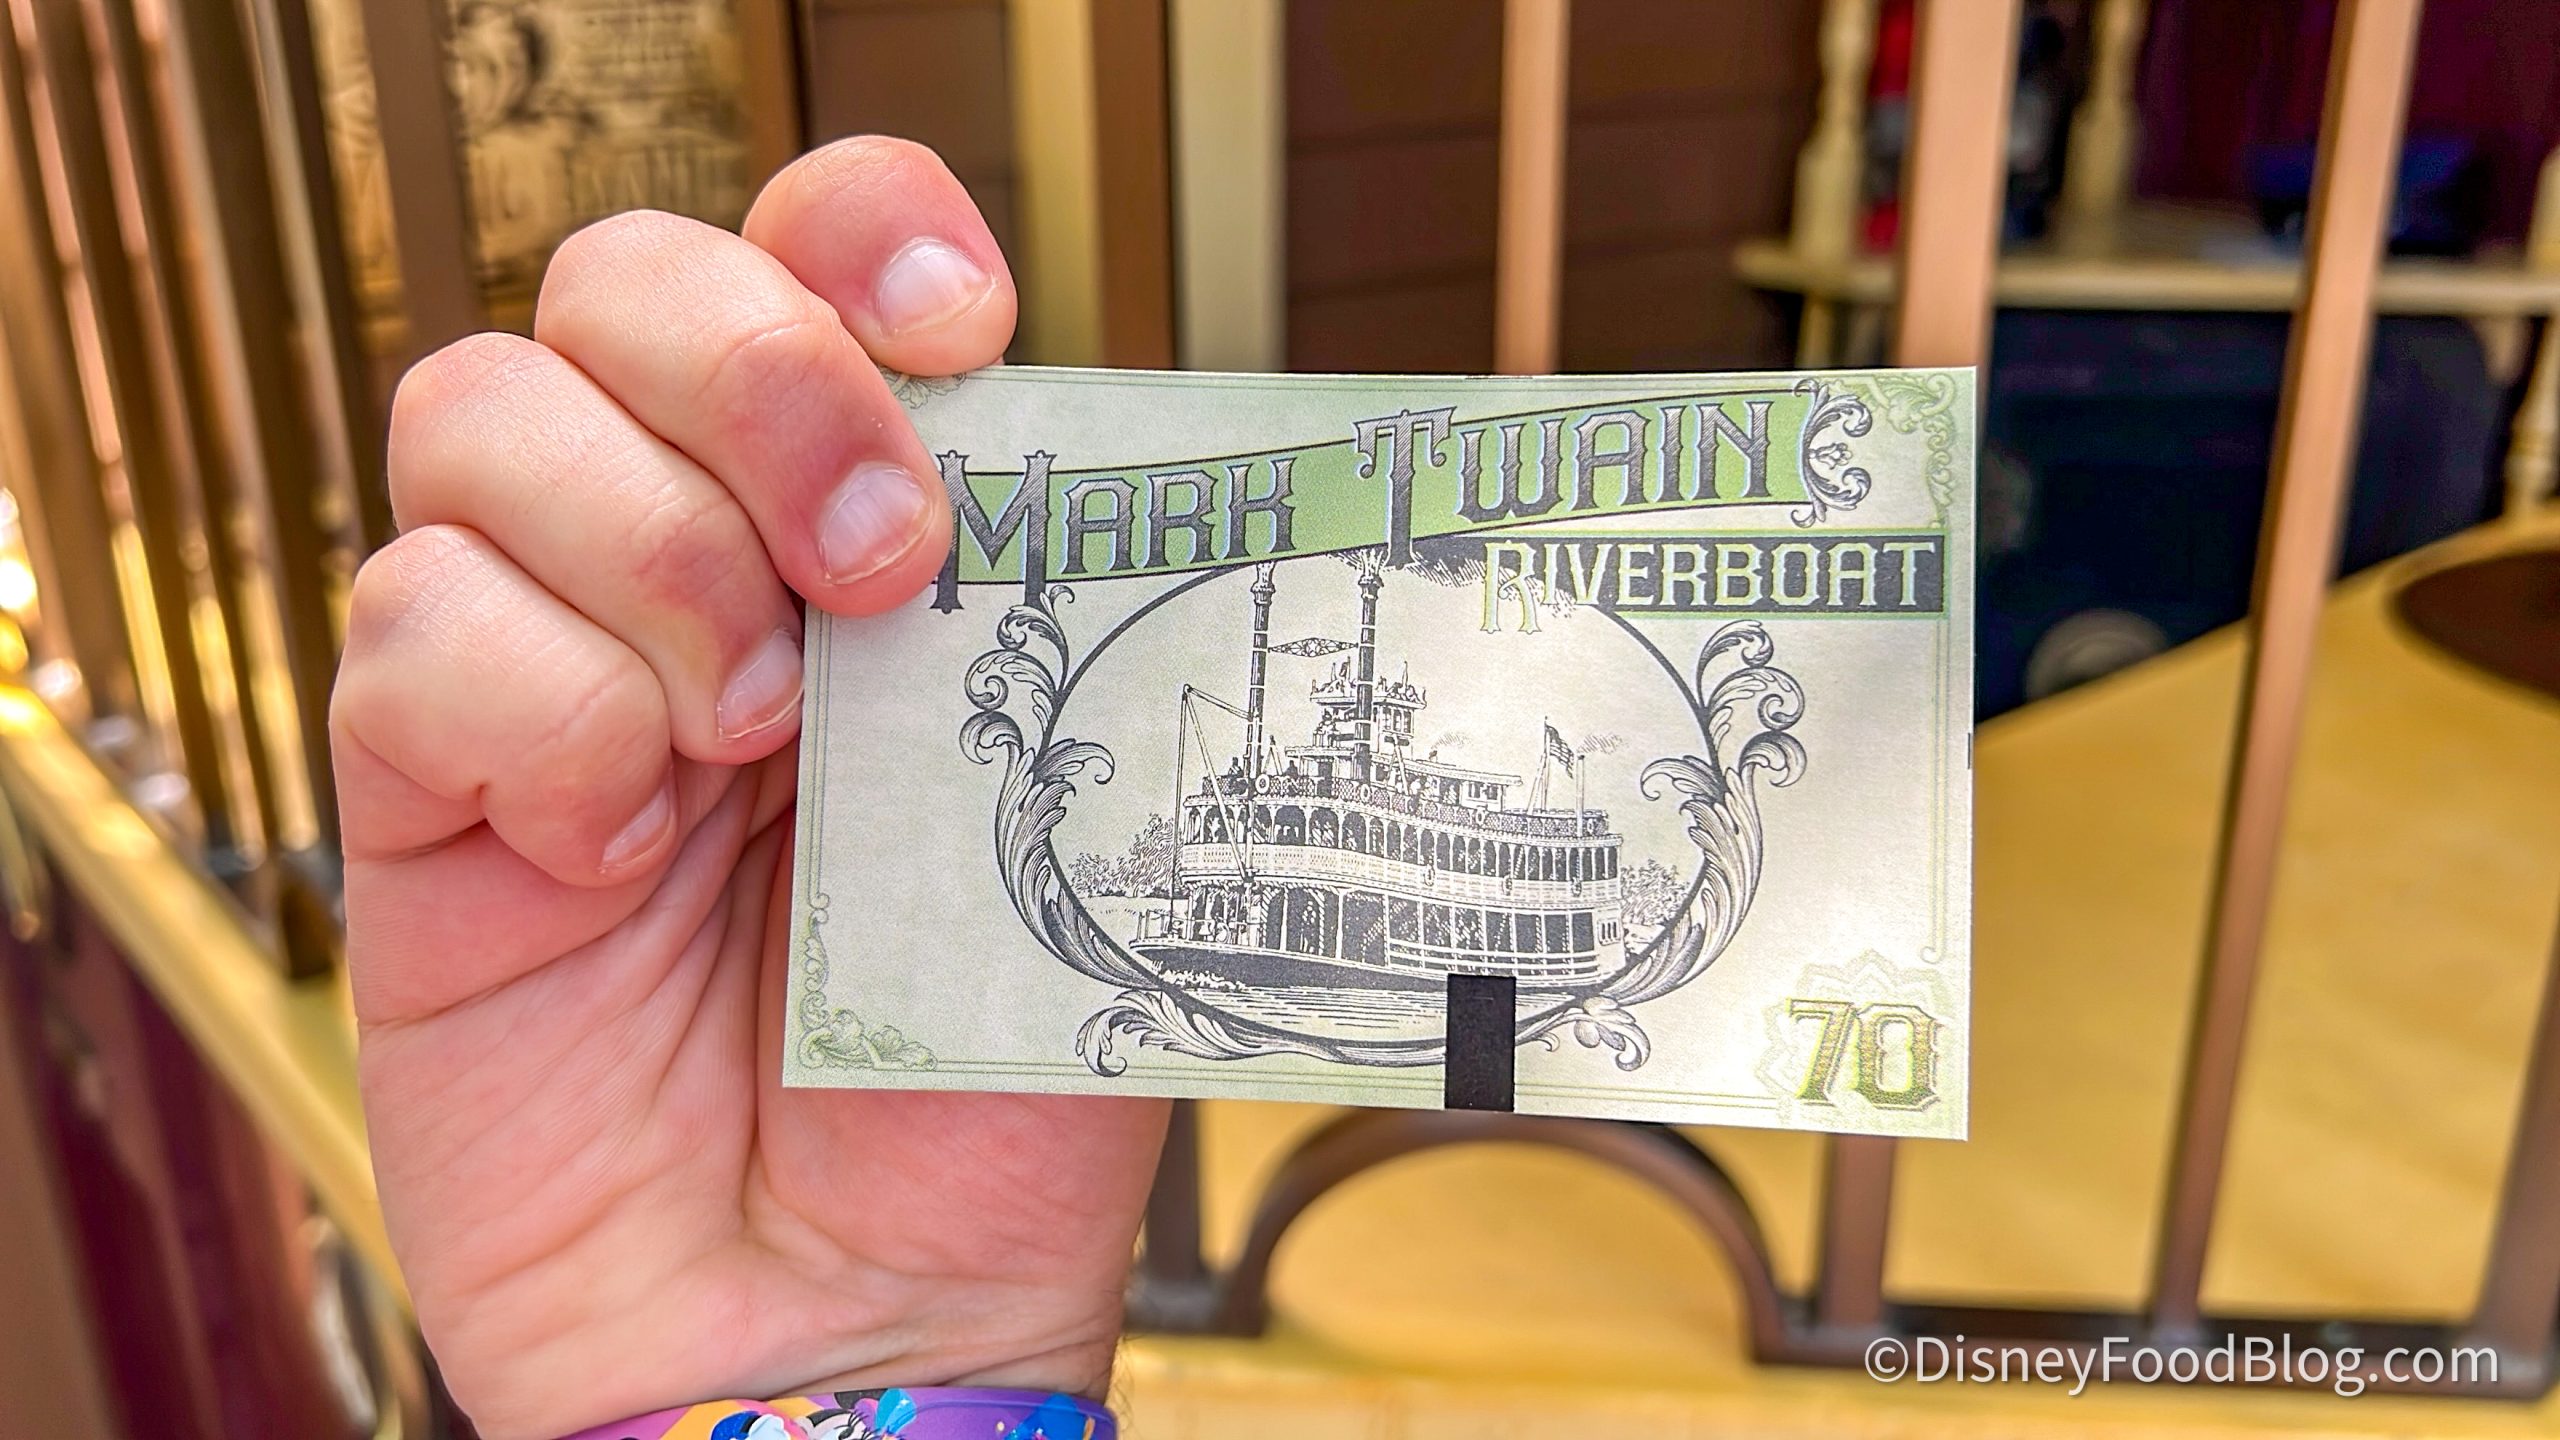 MARK TWAIN
RIVERBOAT
70
©DisneyFoodBlog.com